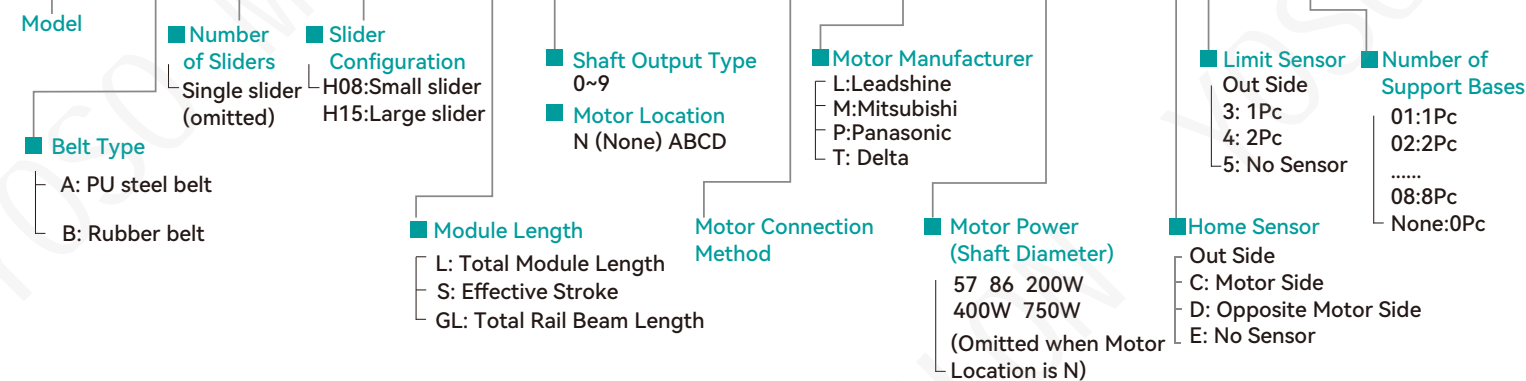 Model
Number
of Sliders
Single slider
(omitted)
Slider
Configuration
H08:Small slider
H15:Large slider
Shaft Output Type
0~9
Motor Location
N (None) ABCD
Motor Manufacturer
L:Leadshine
M:Mitsubishi
P:Panasonic
T: Delta
Limit Sensor
Out Side
3: 1Pc
4: 2Pc
5: No Sensor
Number of
Support Bases
01:1Pc
02:2Pc
......
08:8Pc
None:0Pc
Belt Type
A: PU steel belt
B: Rubber belt
Module Length
L: Total Module Length
S: Effective Stroke
GL: Total Rail Beam Length
Motor Connection
Method
Motor Power
(Shaft Diameter)
57 86 200W
400W 750W
(Omitted when Motor
Location is N)
Home Sensor
Out Side
C: Motor Side
D: Opposite Motor Side
E: No Sensor